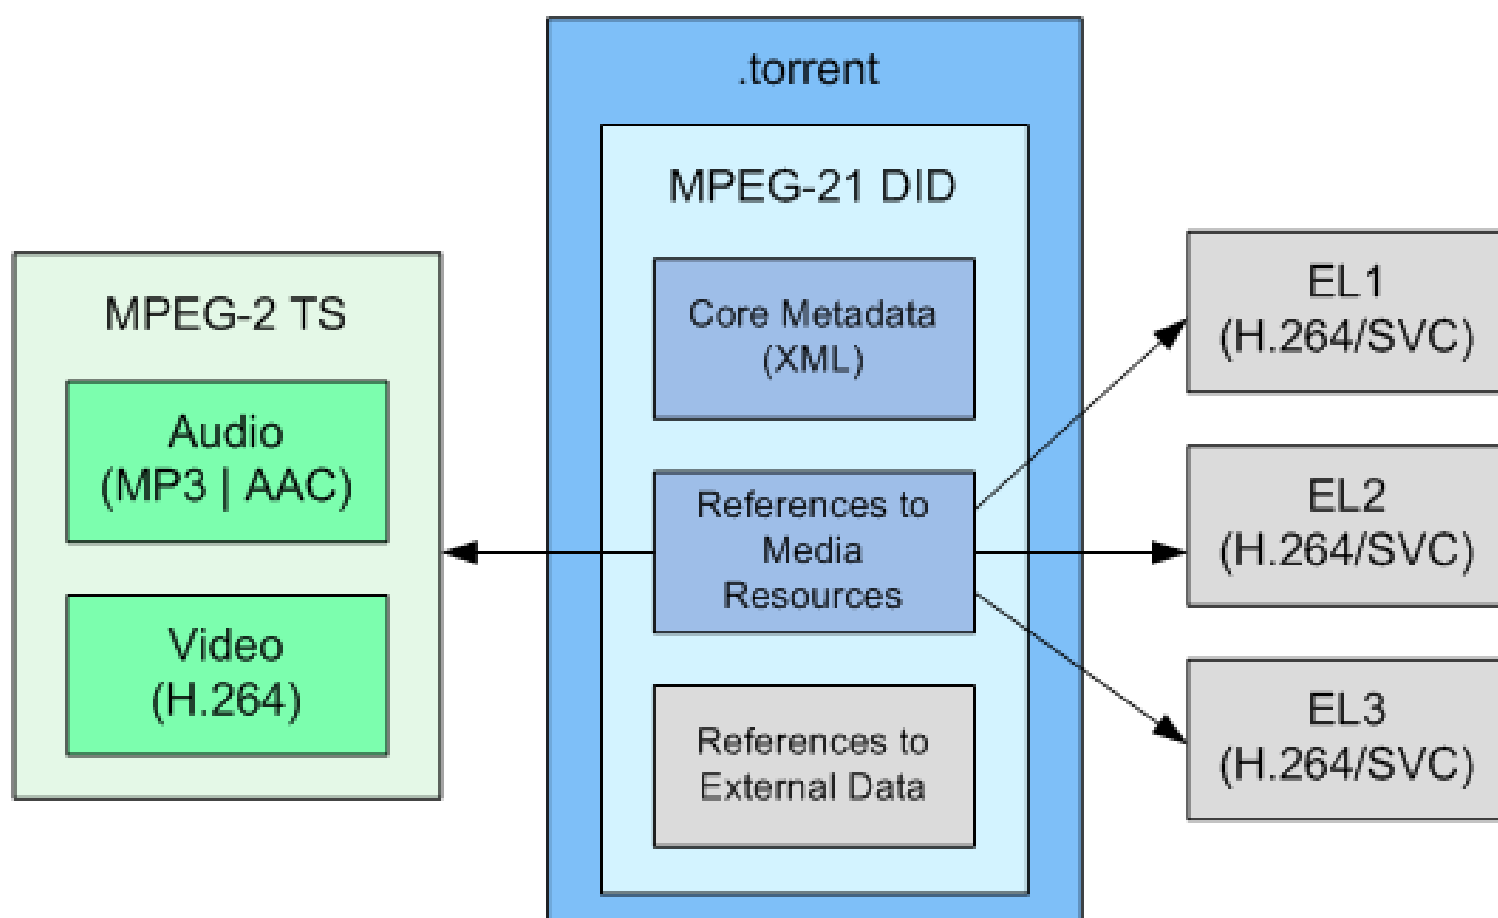 .torrent
MPEG-21 DID
Core Metadata
(XML)
References to
Media
Resources
References to
External Data
MPEG-2 TS
Audio
(MP3 | AAC)
Video
(H.264)
EL1
(H.264/SVC)
EL2
(H.264/SVC)
EL3
(H.264/SVC)